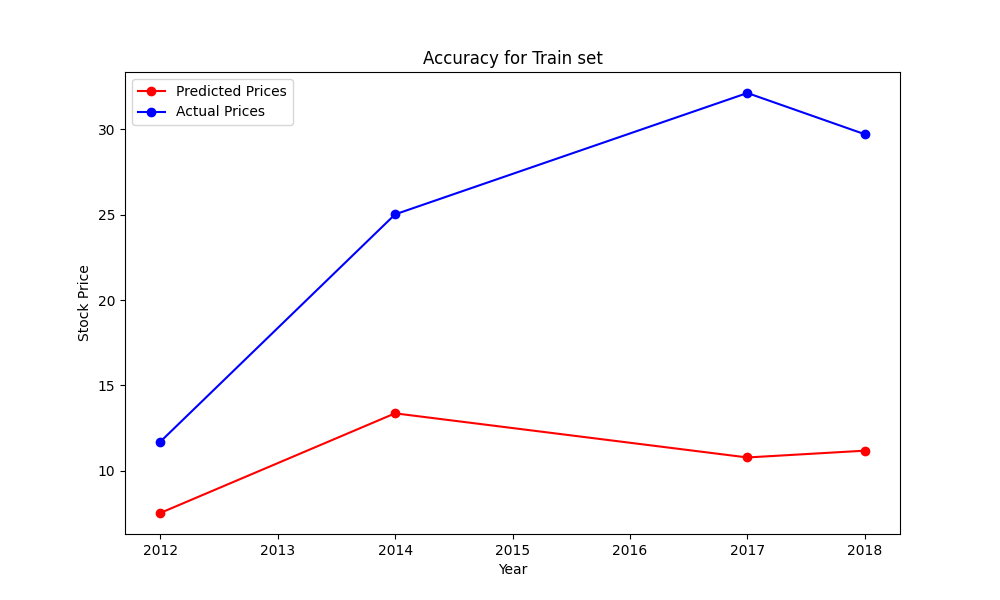 Accuracy for Train set
Predicted Prices
Actual Prices
Stock Price
30
25
20
15
10
2012 2013 2014 2015 2016 2017 2018
Year